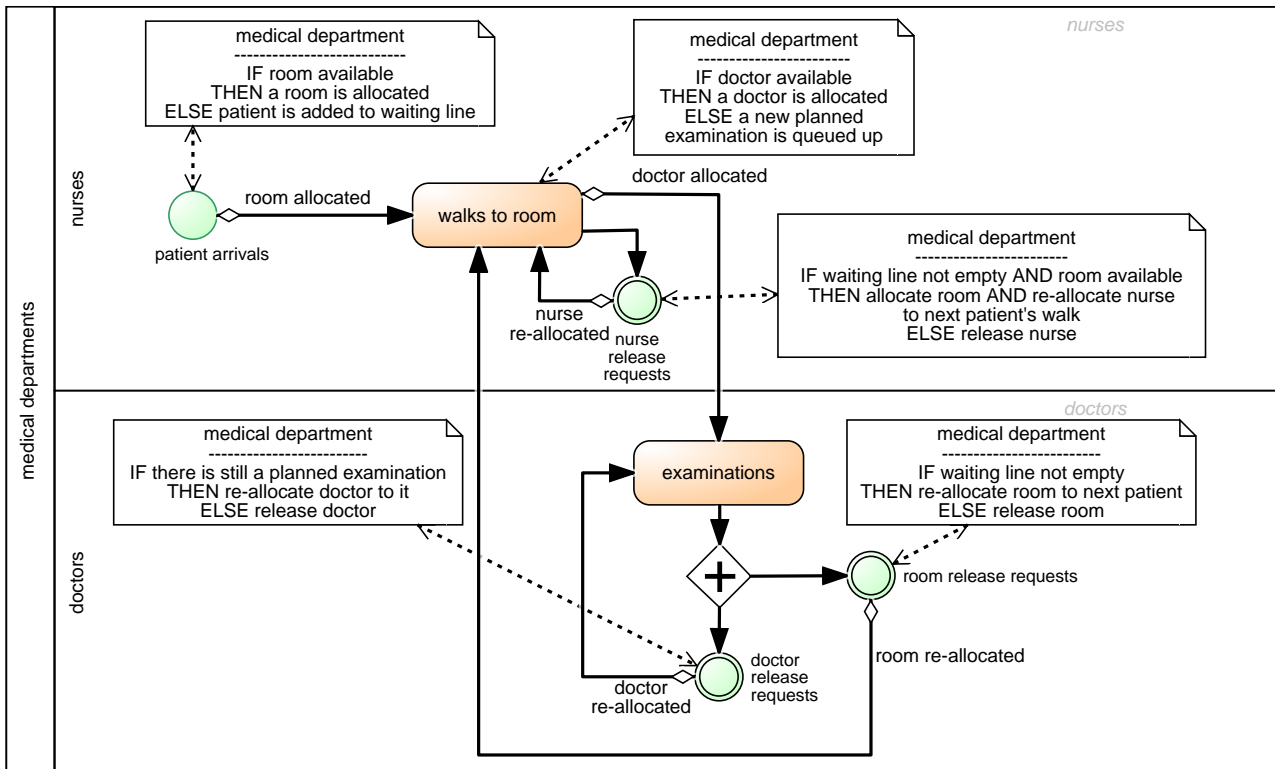 medical departments
nurses
nurses
medical department
---------------------------
IF room available
THEN a room is allocated
ELSE patient is added to waiting line
medical department
------------------------
IF doctor available
THEN a doctor is allocated
ELSE a new planned
examination is queued up
doctor allocated
room allocated
walks to room
patient arrivals
medical department
------------------------
IF waiting line not empty AND room available
THEN allocate room AND re-allocate nurse
to next patient's walk
ELSE release nurse
nurse
re-allocated
nurse
release
requests
doctors
doctors
medical department
-------------------------
IF there is still a planned examination
THEN re-allocate doctor to it
ELSE release doctor
examinations
medical department
-------------------------
IF waiting line not empty
THEN re-allocate room to next patient
ELSE release room
room release requests
room re-allocated
doctor
release
requests
doctor
re-allocated